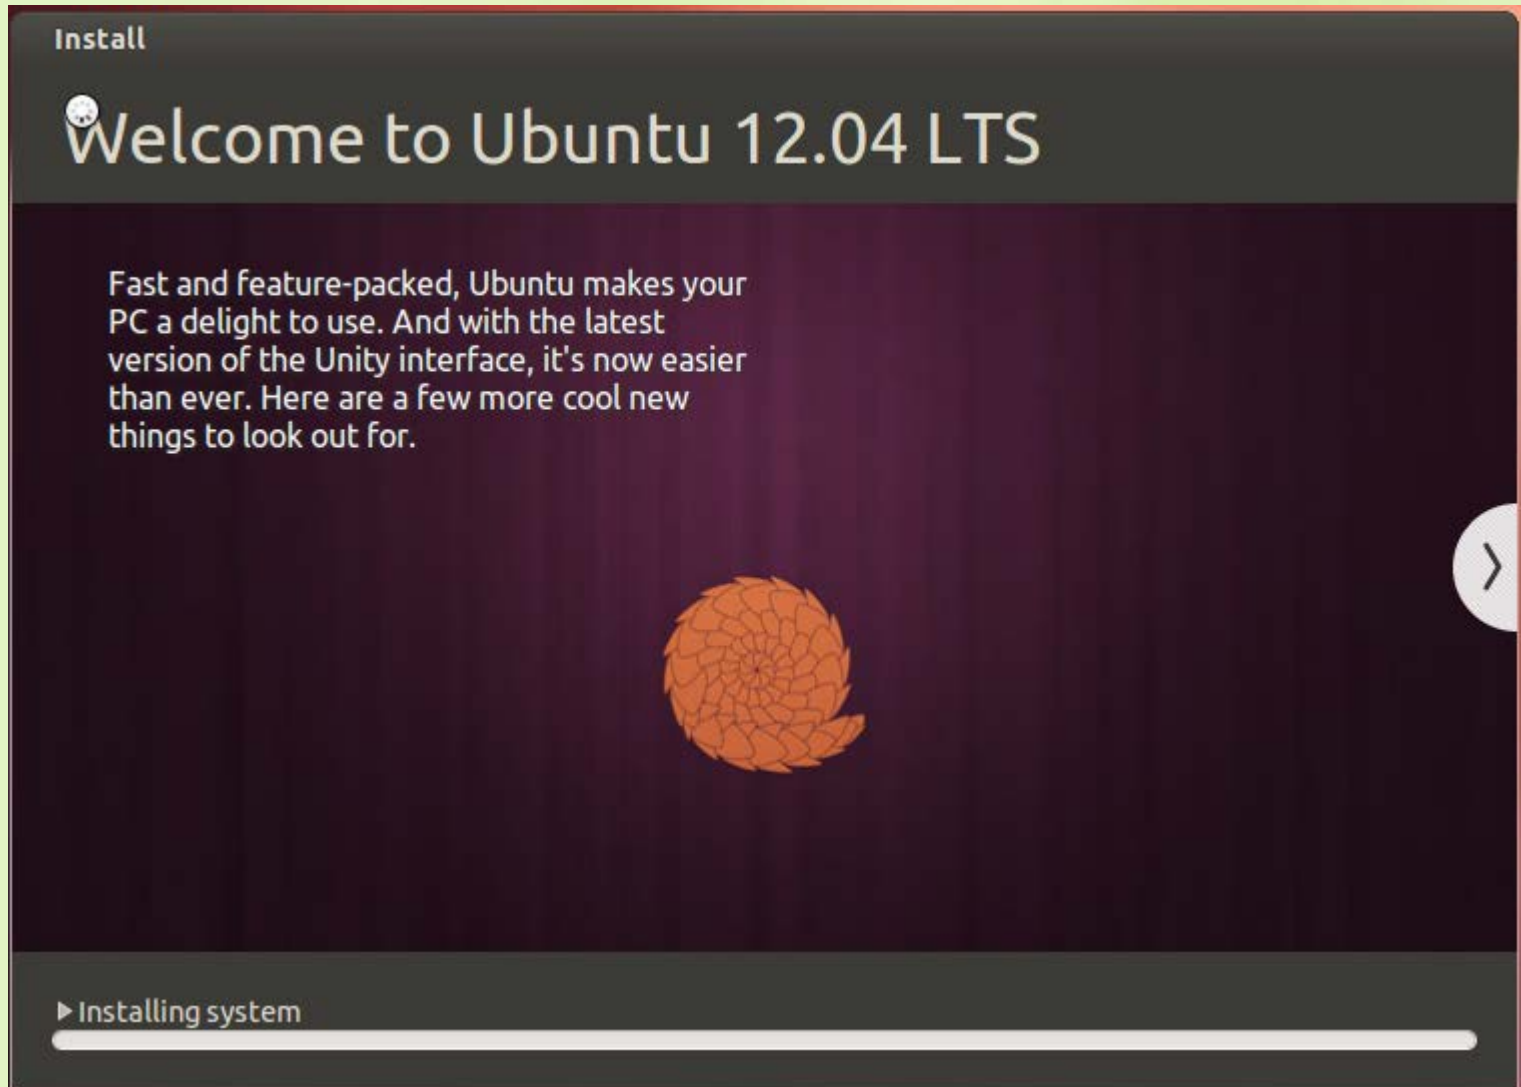 Install
Welcome to Ubuntu 12.04 LTS
Fast and feature-packed, Ubuntu makes your
PC a delight to use. And with the latest
version of the Unity interface, it's now easier
than ever. Here are a few more cool new
things to look out for.
Installing system